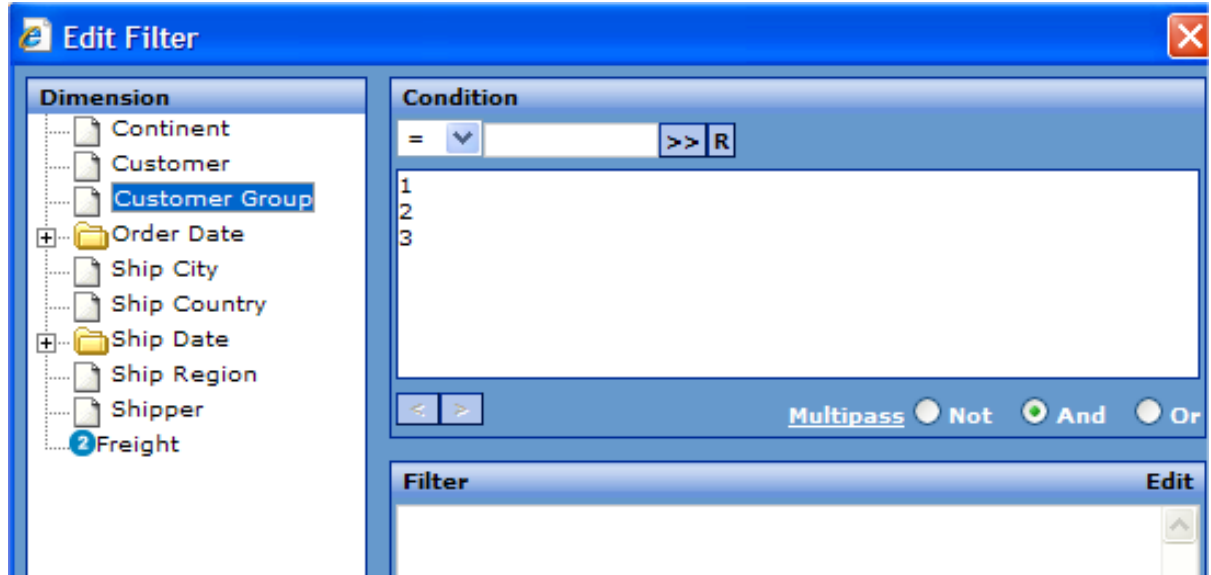 Edit Filter
Dimension
Continent
Customer
Customer Group
Order Date
Ship City
Ship Country
Ship Date
Ship Region
Shipper
2Freight
Condition
= >> R
1
2
3
< >
Multipass Not And Or
Filter Edit